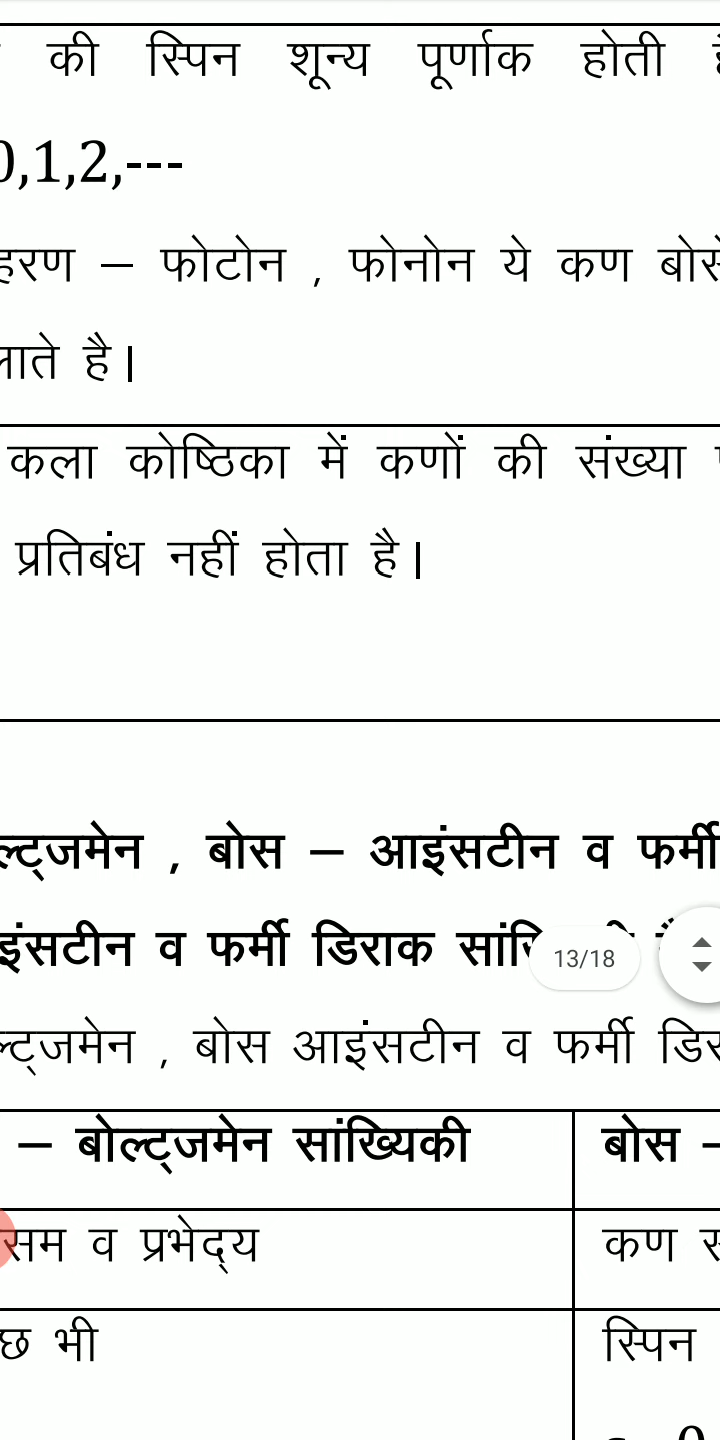 की स्पिन शून्य पूर्णाक होती
0,1,2,---
हरण – फोटोन , फोनोन ये कण बोसे
लाते है।
कला कोष्ठिका में कणों की संख्या
प्रतिबंध नहीं होता है।
ल्ट्जमेन , बोस – आइंसटीन व फर्मी
इंसटीन व फर्मी डिराक
13/18
ल्ट्जमेन , बोस आइंसटीन व फर्मी डिर
– बोल्ट्जमेन सांख्यिकी बोस –
सम व प्रभेद्य कण स
छ भी स्पिन